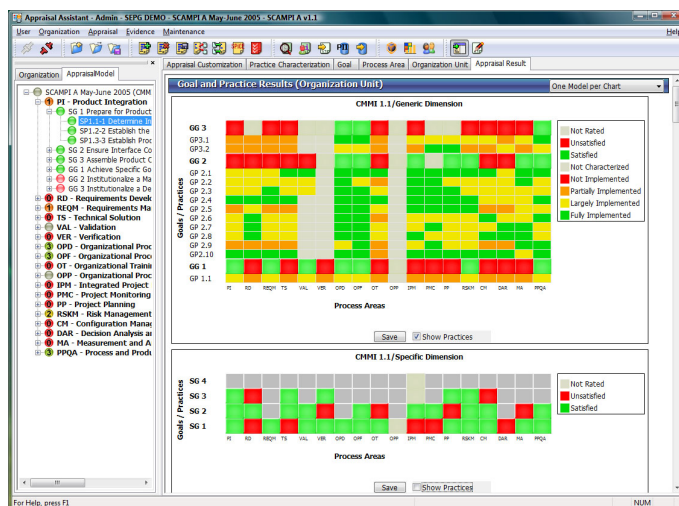 Appraisal Assistant - Admin - SEPG DEMO - SCAMPI A May-June 2005 - SCAMPI A v1.1
User Organization Appraisal Evidence Maintenance Help
Organization AppraisalModel
SCAMPI A May-June 2005 (CMM
PI - Product Integration
SG 1 Prepare for Product
SP1.1-1 Determine In
SP1.2-2 Establish the
SP1.3-3 Establish Proc
SG 2 Ensure Interface Co
SG 3 Assemble Product C
GG 1 Achieve Specific Go
GG 2 Institutionalize a Ma
GG 3 Institutionalize a De
RD - Requirements Develo
REQM - Requirements Ma
TS - Technical Solution
VAL - Validation
VER - Verification
OPD - Organizational Proc
OPF - Organizational Proce
OT - Organizational Trainin
OPP - Organizational Proc
IPM - Integrated Project
PMC - Project Monitoring
PP - Project Planning
RSKM - Risk Management
CM - Configuration Manag
DAR - Decision Analysis an
MA - Measurement and A
PPQA - Process and Produ
Appraisal Customization Practice Characterization Goal Process Area Organization Unit Appraisal Result
Goal and Practice Results (Organization Unit) One Model per Chart
CMMI 1.1/Generic Dimension
Goals / Practices
GG 3
GP3.1
GP3.2
GG 2
GP 2.1
GP 2.2
GP 2.3
GP 2.4
GP 2.5
GP 2.6
GP 2.7
GP 2.8
GP 2.9
GP2.10
GG 1
GP 1.1
PI RD REQM TS VAL VER OPD OPF OT OPP IPM PMC PP RSKM CM DAR MA PPQA
Process Areas
Not Rated
Unsatisfied
Satisfied
Not Characterized
Not Implemented
Partially Implemented
Largely Implemented
Fully Implemented
Save Show Practices
CMMI 1.1/Specific Dimension
Goals / Practices
SG 4
SG 3
SG 2
SG 1
PI RD REQM TS VAL VER OPD OPF OT OPP IPM PMC PP RSKM CM DAR MA PPQA
Process Areas
Not Rated
Unsatisfied
Satisfied
Save Show Practices
For Help, press F1 NUM